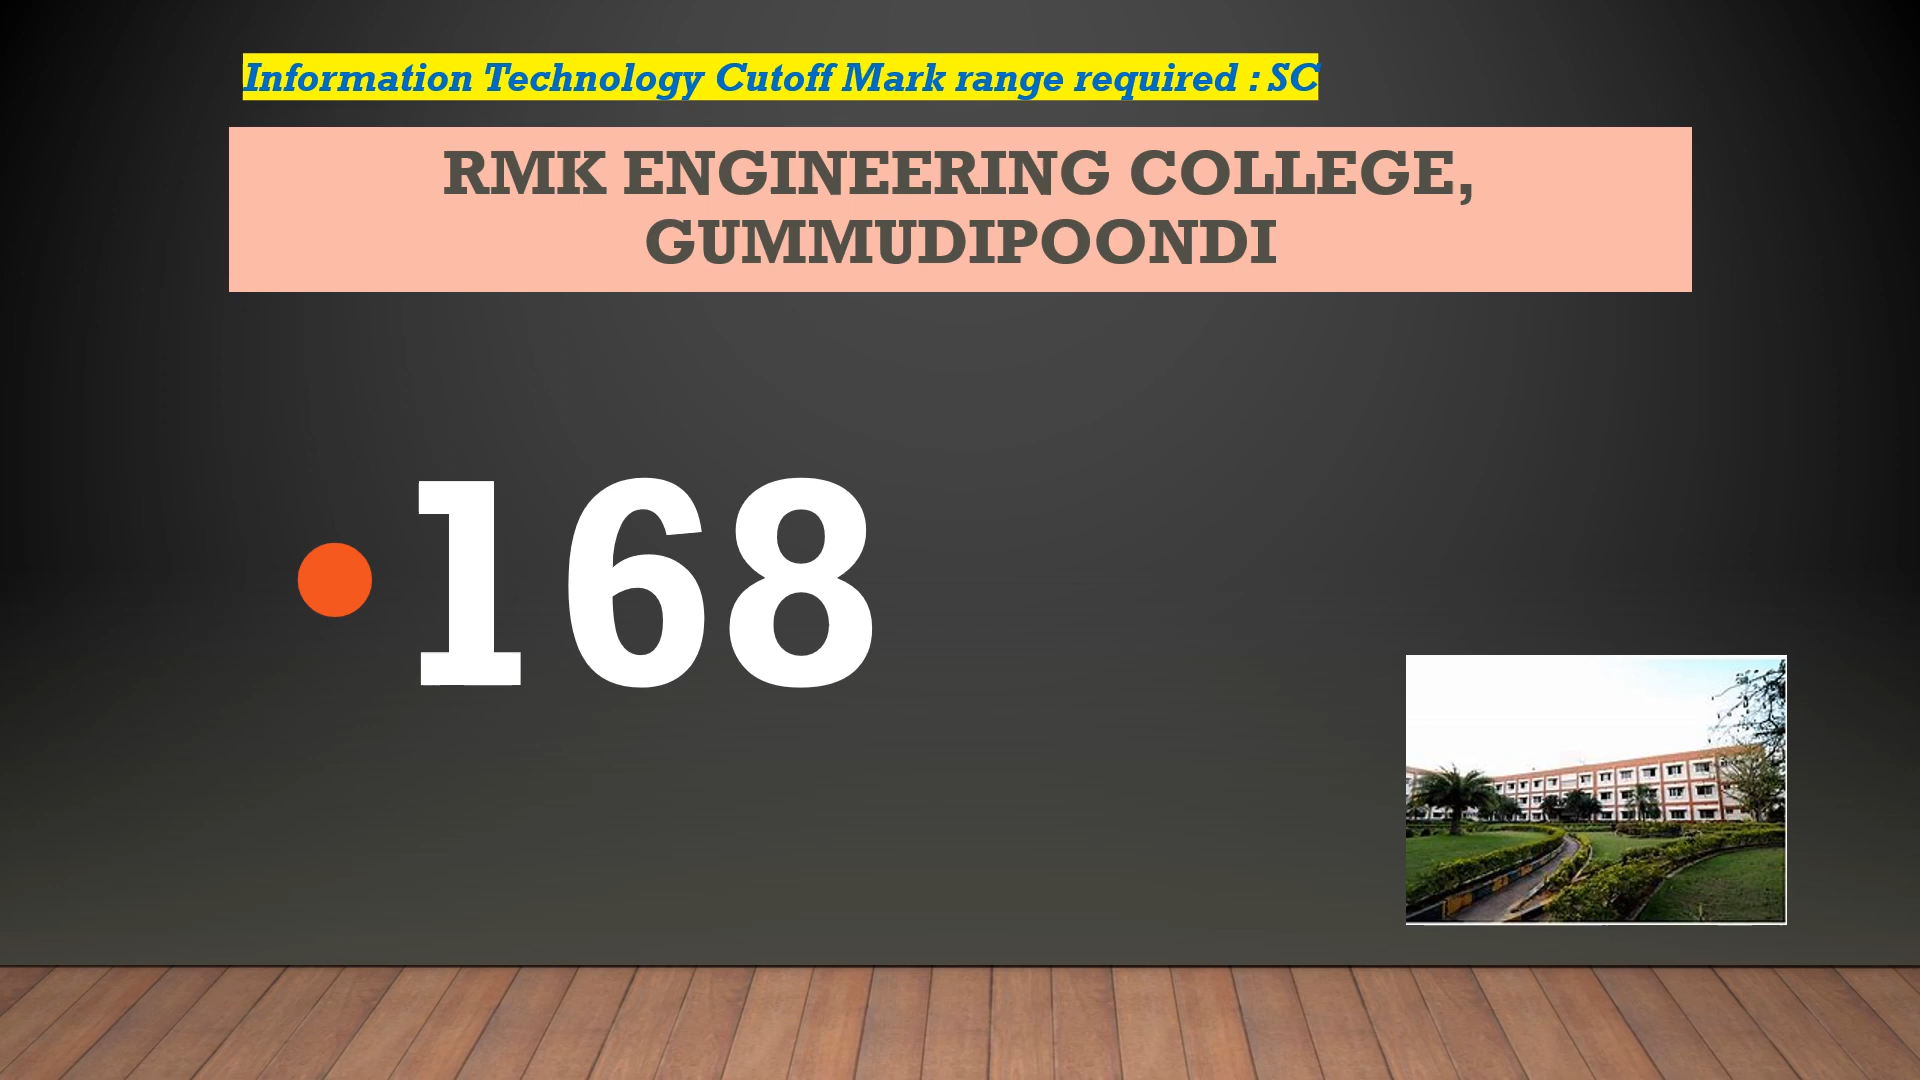 Information Technology Cutoff Mark range required : SC
RMK ENGINEERING COLLEGE,
GUMMUDIPOONDI
•168